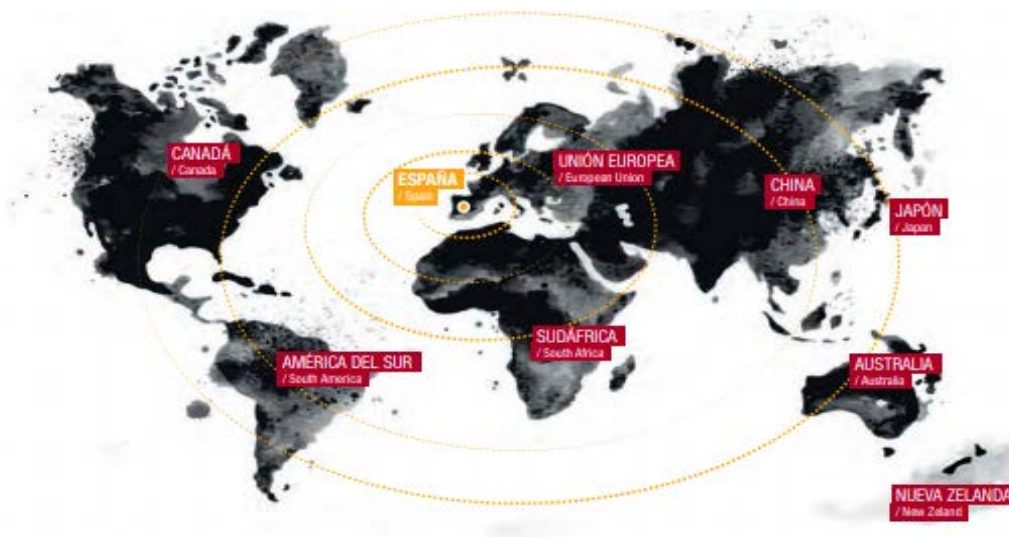 CANADÁ
/ Canada
ESPAÑA
/ Spain
UNIÓN EUROPEA
/ European Union
CHINA
/ China
JAPÓN
/ Japan
SUDÁFRICA
/ South Africa
AMÉRICA DEL SUR
/ South America
AUSTRALIA
/ Australia
NUEVA ZELANDA
/ New Zeland